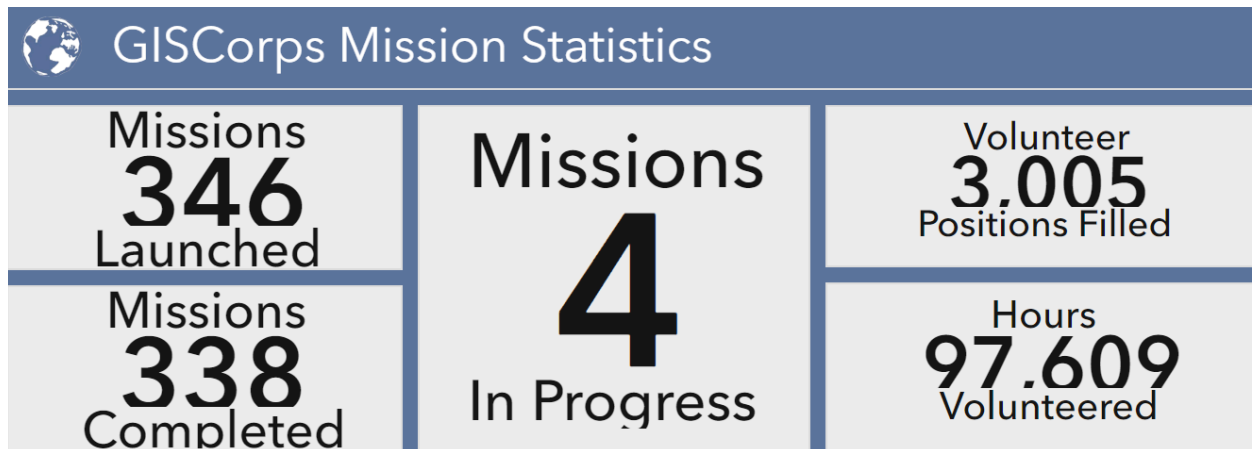 GISCorps Mission Statistics
Missions
346
Launched
Missions
338
Completed
Missions
4
In Progress
Volunteer
3,005
Positions Filled
Hours
97,609
Volunteered